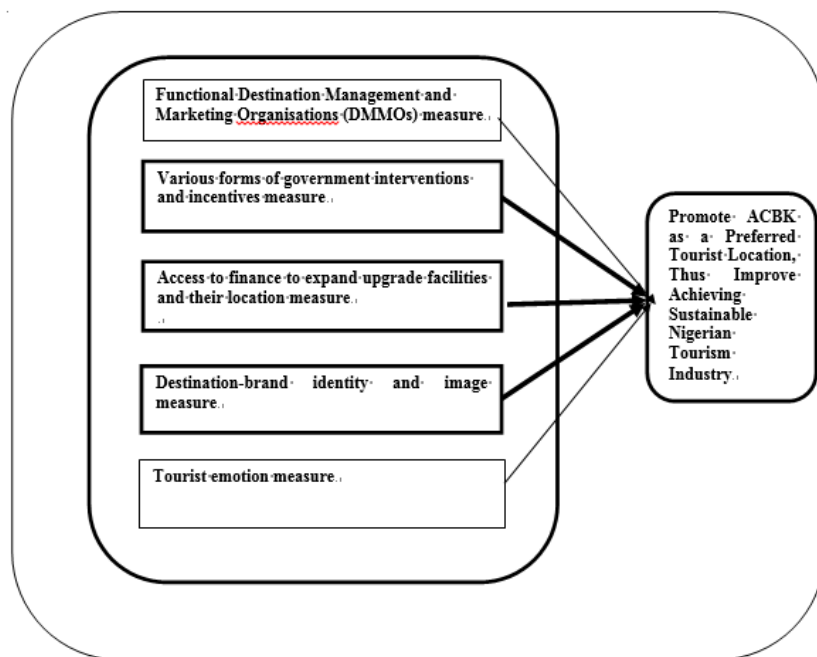 Functional Destination Management and
Marketing Organisations (DMMOs) measure.
Various forms of government interventions
and incentives measure.
Access to finance to expand upgrade facilities
and their location measure.
.
Destination-brand identity and image
measure.
Tourist emotion measure.
Promote ACBK
as a Preferred
Tourist Location,
Thus Improve
Achieving
Sustainable
Nigerian
Tourism
Industry.